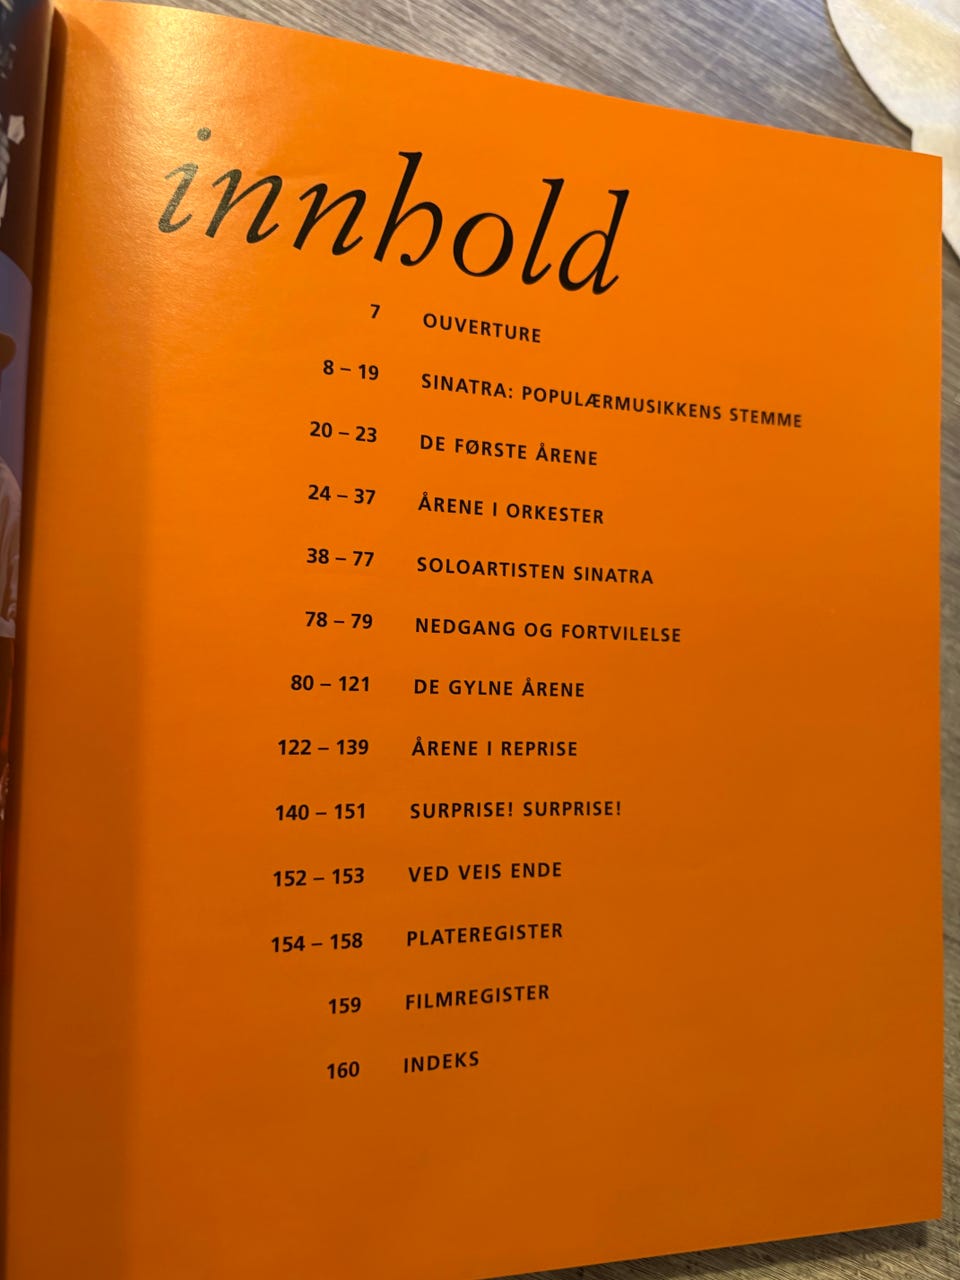 innhold
7 OUVERTURE
8 – 19 SINATRA: POPULÆRMUSIKKENS STEMME
20 – 23 DE FØRSTE ÅRENE
24 – 37 ÅRENE I ORKESTER
38 – 77 SOLOARTISTEN SINATRA
78 – 79 NEDGANG OG FORTVILELSE
80 – 121 DE GYLNE ÅRENE
122 – 139 ÅRENE I REPRISE
140 – 151 SURPRISE! SURPRISE!
152 – 153 VED VEIS ENDE
154 – 158 PLATEREGISTER
159 FILMREGISTER
160 INDEKS